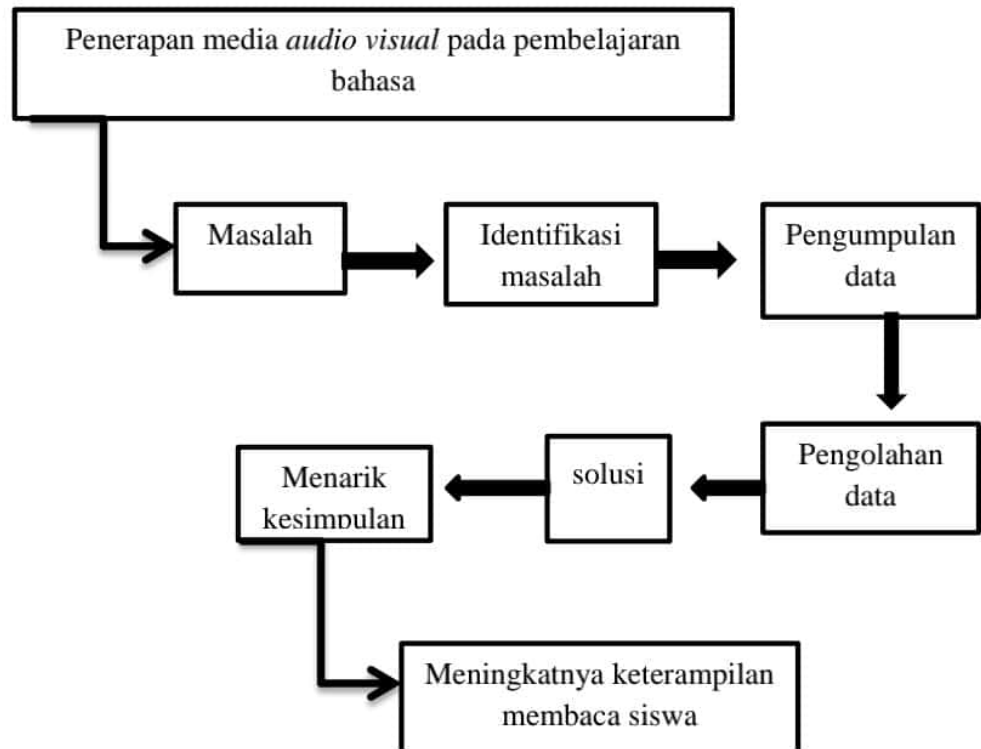 Penerapan media audio visual pada pembelajaran
bahasa
Masalah
Identifikasi
masalah
Pengumpulan
data
Pengolahan
data
solusi
Menarik
kesimpulan
Meningkatnya keterampilan
membaca siswa